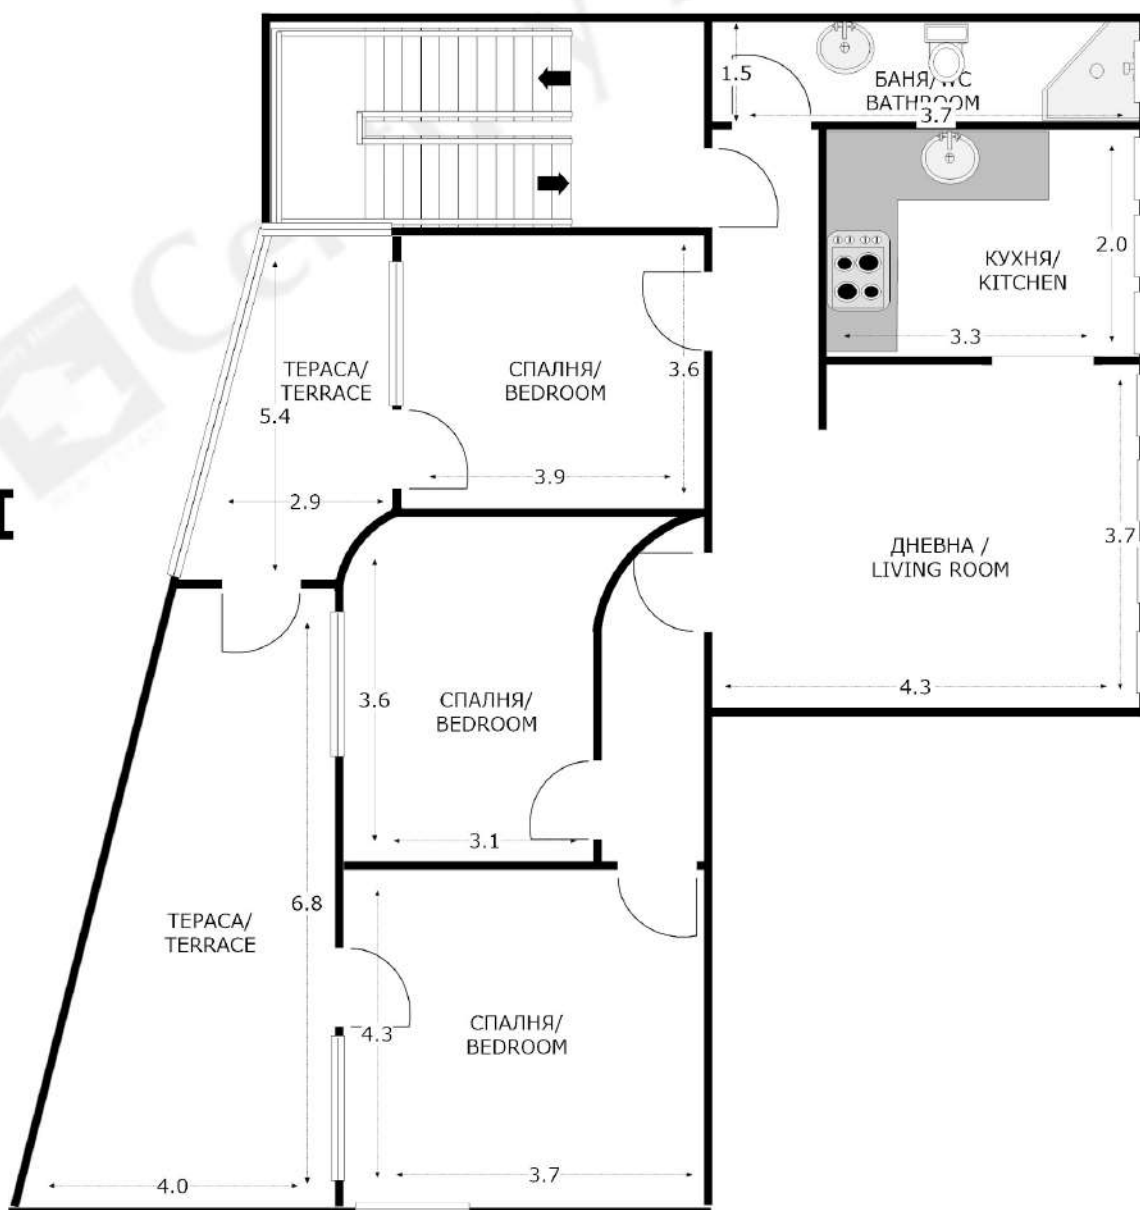 1.5
БАНЯ/WC
BATHROOM
3.7
КУХНЯ/
KITCHEN
2.0
3.3
ТЕРАСА/
TERRACE
5.4
2.9
СПАЛНЯ/
BEDROOM
3.6
3.9
ДНЕВНА /
LIVING ROOM
3.7
4.3
СПАЛНЯ/
BEDROOM
3.6
3.1
ТЕРАСА/
TERRACE
6.8
4.0
СПАЛНЯ/
BEDROOM
4.3
3.7